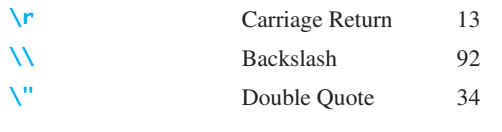 \r Carriage Return 13
\\ Backslash 92
\" Double Quote 34